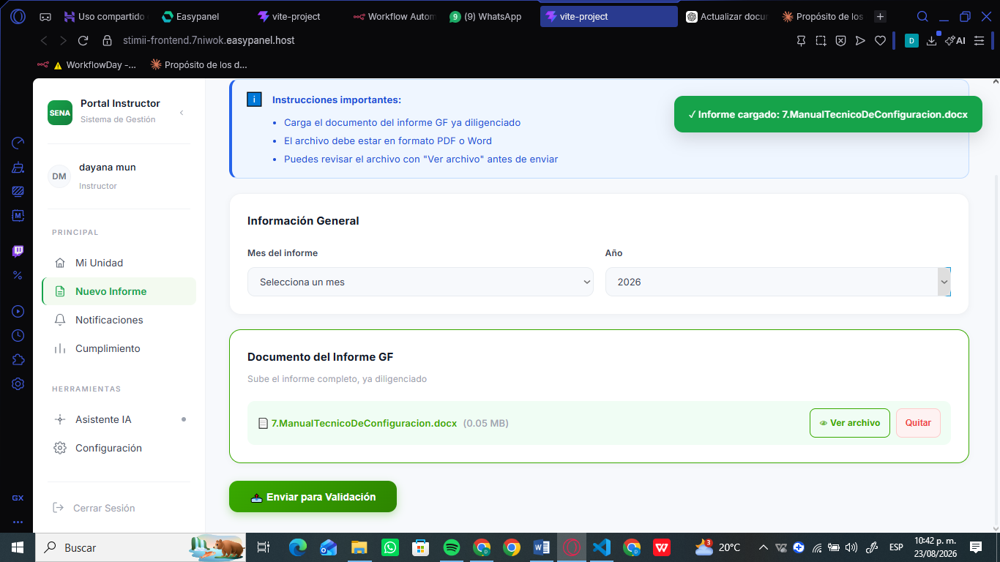 Uso compartido
Easypanel
vite-project
Workflow Autom
9
(9) WhatsApp
vite-project
Actualizar docum
Propósito de los
stimii-frontend.7niwok.easypanel.host
D
AI
WorkflowDay -...
Propósito de los d...
SENA
Portal Instructor
Sistema de Gestión
DM
dayana mun
Instructor
PRINCIPAL
Mi Unidad
Nuevo Informe
Notificaciones
Cumplimiento
HERRAMIENTAS
Asistente IA
Configuración
Cerrar Sesión
GX
Instrucciones importantes:
• Carga el documento del informe GF ya diligenciado
• El archivo debe estar en formato PDF o Word
• Puedes revisar el archivo con "Ver archivo" antes de enviar
✓ Informe cargado: 7.ManualTecnicoDeConfiguracion.docx
Información General
Mes del informe
Año
Selecciona un mes
2026
Documento del Informe GF
Sube el informe completo, ya diligenciado
7.ManualTecnicoDeConfiguracion.docx (0.05 MB)
Ver archivo
Quitar
Enviar para Validación
Buscar
3
20°C
ESP
10:42 p. m.
23/08/2026